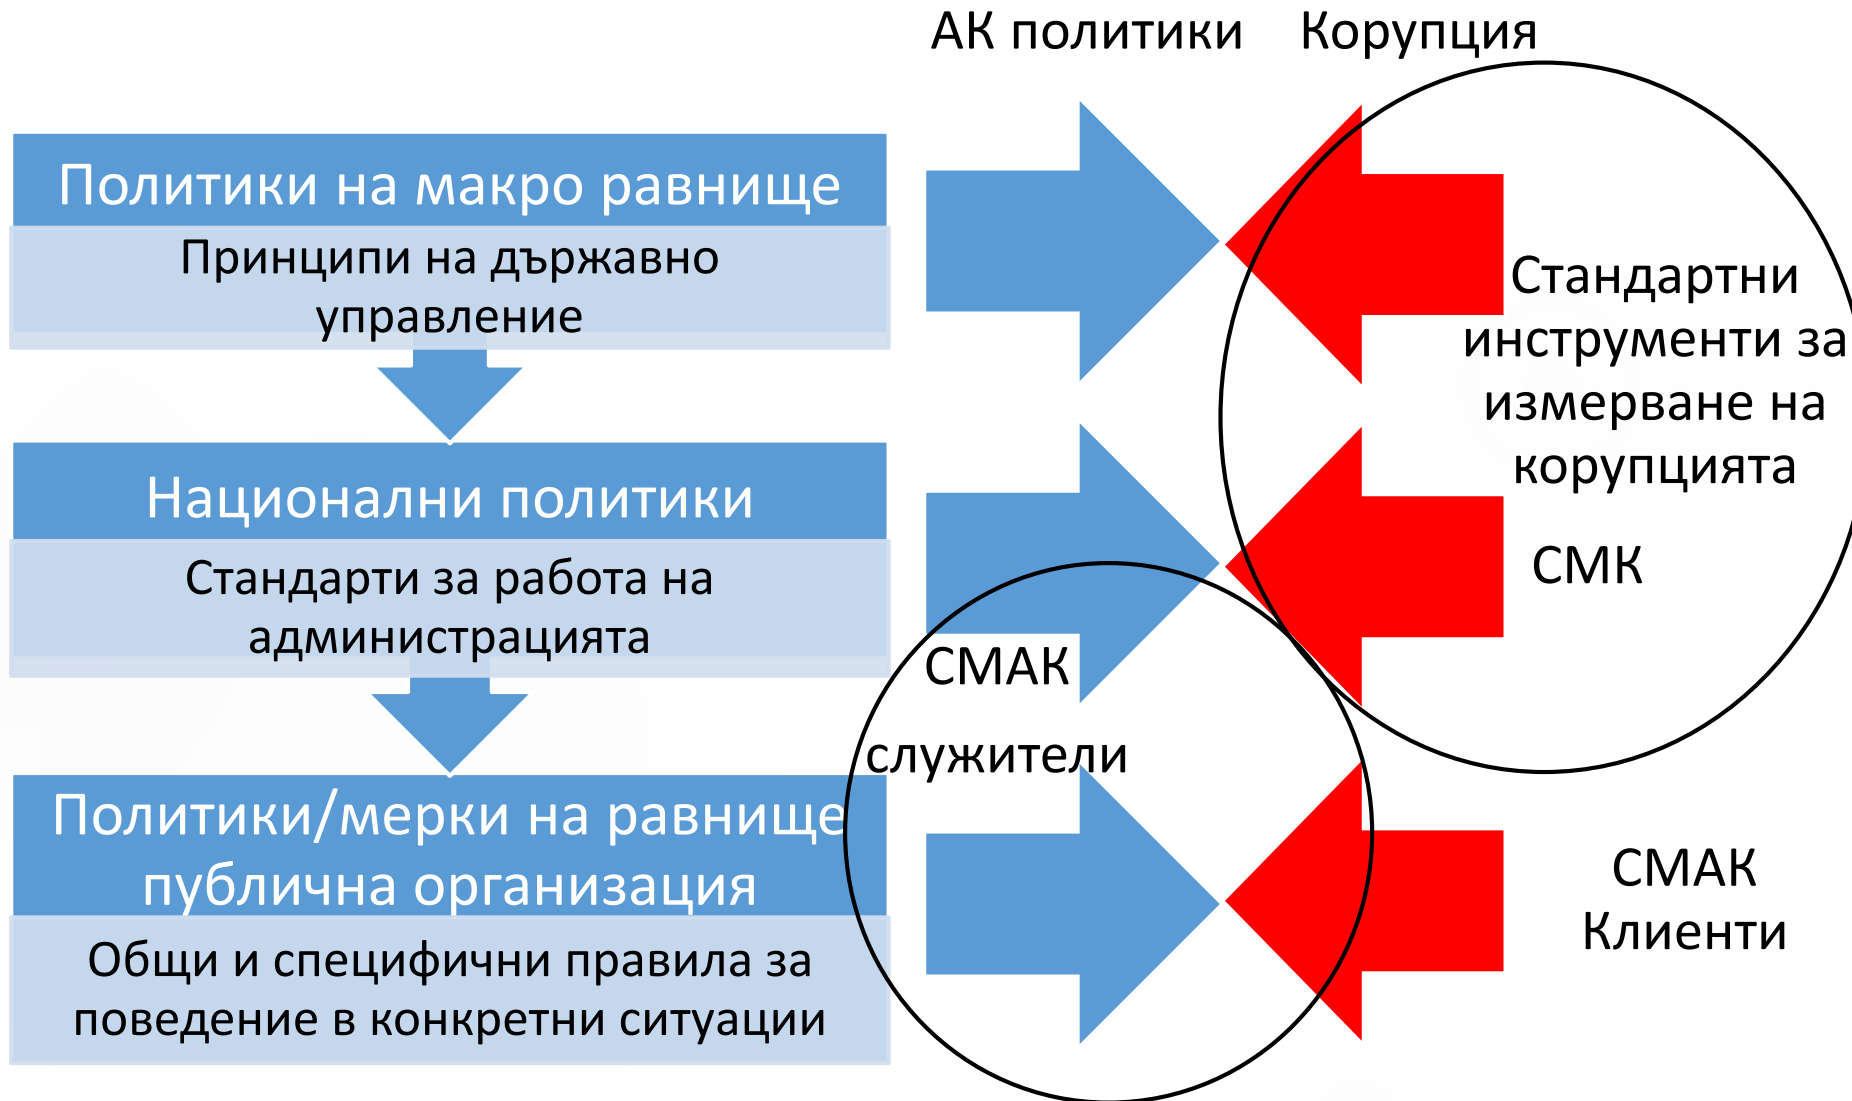 АК политики
Корупция
Политики на макро равнище
Принципи на държавно
управление
Национални политики
Стандарти за работа на
администрацията
Политики/мерки на равнище
публична организация
Общи и специфични правила за
поведение в конкретни ситуации
СМАК
служители
Стандартни
инструменти за
измерване на
корупцията
СМК
СМАК
Клиенти